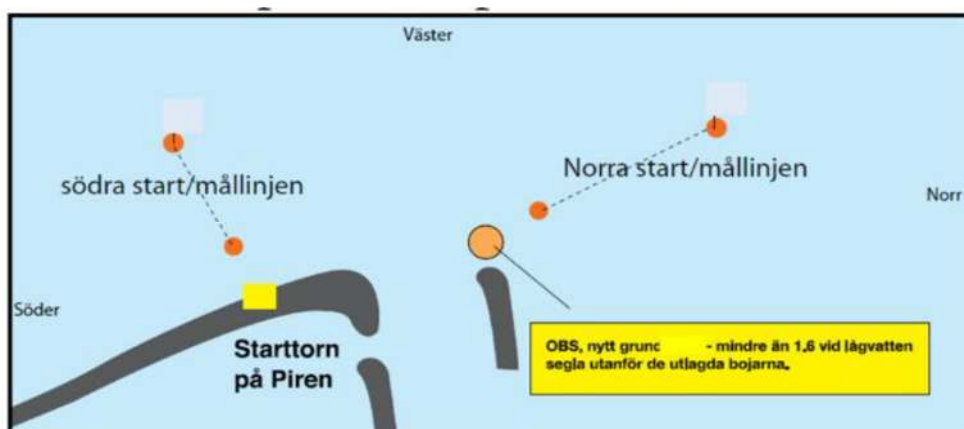 Väster
södra start/mållinjen
Norra start/mållinjen
Norr
Söder
Starttorn
på Piren
OBS, nytt grund - mindre än 1,6 vid lågvatten
segla utanför de utlagda bojarna.